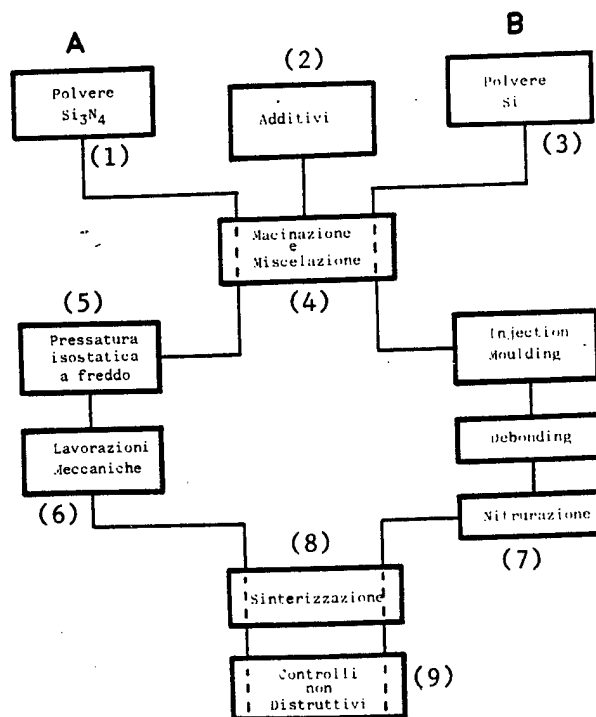 A
B
(2)
Polvere
Si₃N₄
Additivi
Polvere
Si
(1)
(3)
Macinazione
e
Miscelazione
(4)
(5)
Pressatura
isostatica
a freddo
Injection
Moulding
Lavorazioni
Meccaniche
Debonding
(6)
Nitrurazione
(7)
(8)
Sinterizzazione
Controlli
non
Distruttivi
(9)